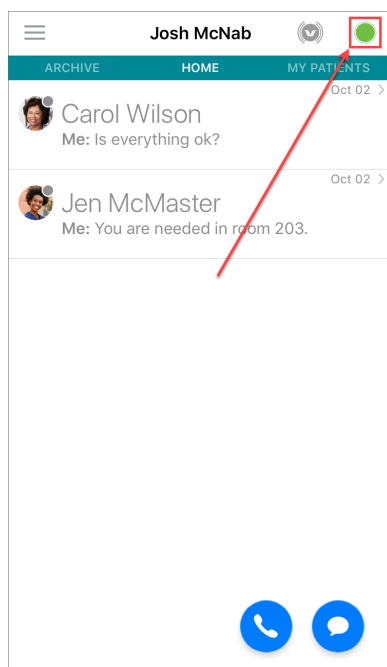 Josh McNab
ARCHIVE HOME MY PATIENTS
Oct 02
Carol Wilson
Me: Is everything ok?
Oct 02
Jen McMaster
Me: You are needed in room 203.